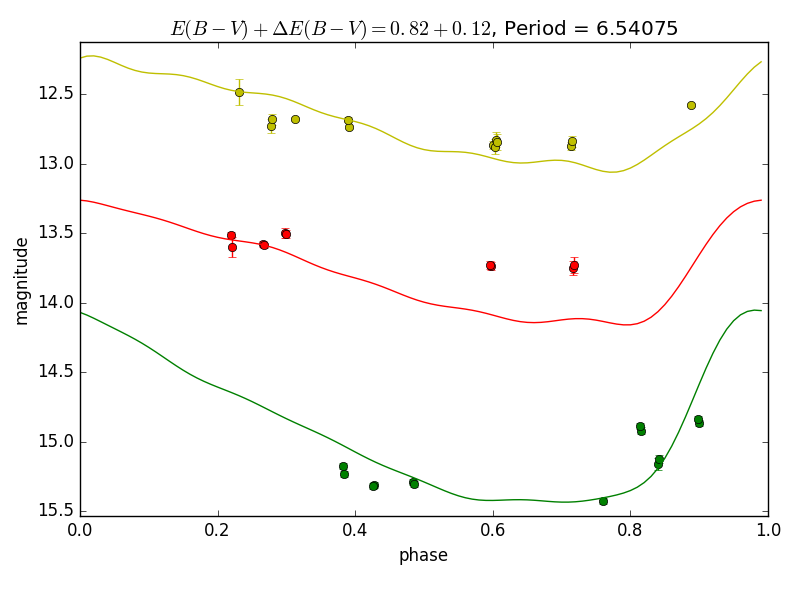 E(B − V) + ΔE(B − V) = 0.82 + 0.12, Period = 6.54075
12.5
13.0
13.5
14.0
14.5
15.0
15.5
magnitude
0.0 0.2 0.4 0.6 0.8 1.0
phase